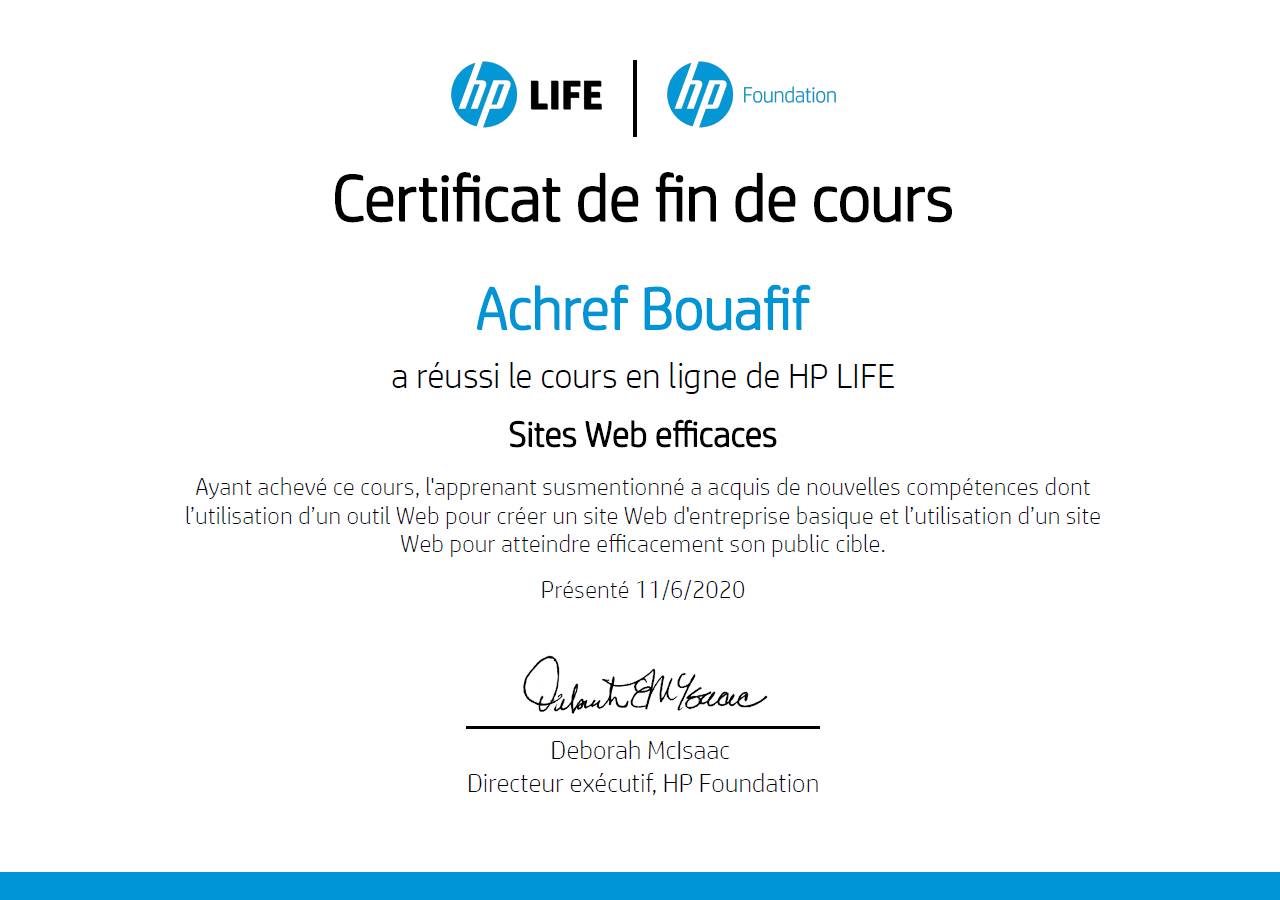 hp LIFE | hp Foundation
Certificat de fin de cours
Achref Bouafif
a réussi le cours en ligne de HP LIFE
Sites Web efficaces
Ayant achevé ce cours, l'apprenant susmentionné a acquis de nouvelles compétences dont
l’utilisation d’un outil Web pour créer un site Web d'entreprise basique et l’utilisation d’un site
Web pour atteindre efficacement son public cible.
Présenté 11/6/2020
Deborah McIsaac
Directeur exécutif, HP Foundation